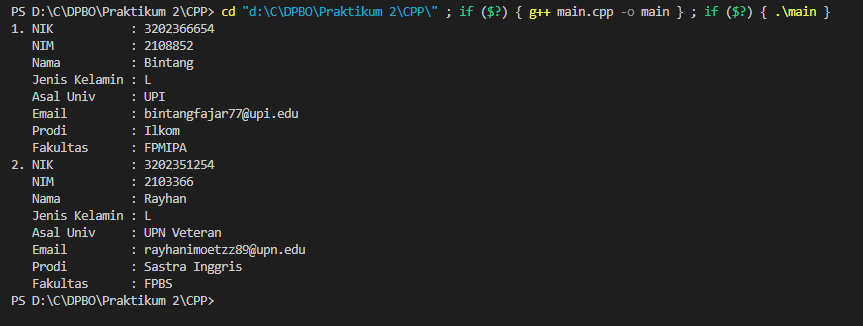 PS D:\C\DPBO\Praktikum 2\CPP> cd "d:\C\DPBO\Praktikum 2\CPP\" ; if ($?) { g++ main.cpp -o main } ; if ($?) { .\main }
1. NIK           : 3202366654
   NIM           : 2108852
   Nama          : Bintang
   Jenis Kelamin : L
   Asal Univ     : UPI
   Email         : bintangfajar77@upi.edu
   Prodi         : Ilkom
   Fakultas      : FPMIPA
2. NIK           : 3202351254
   NIM           : 2103366
   Nama          : Rayhan
   Jenis Kelamin : L
   Asal Univ     : UPN Veteran
   Email         : rayhanimoetzz89@upn.edu
   Prodi         : Sastra Inggris
   Fakultas      : FPBS
PS D:\C\DPBO\Praktikum 2\CPP>